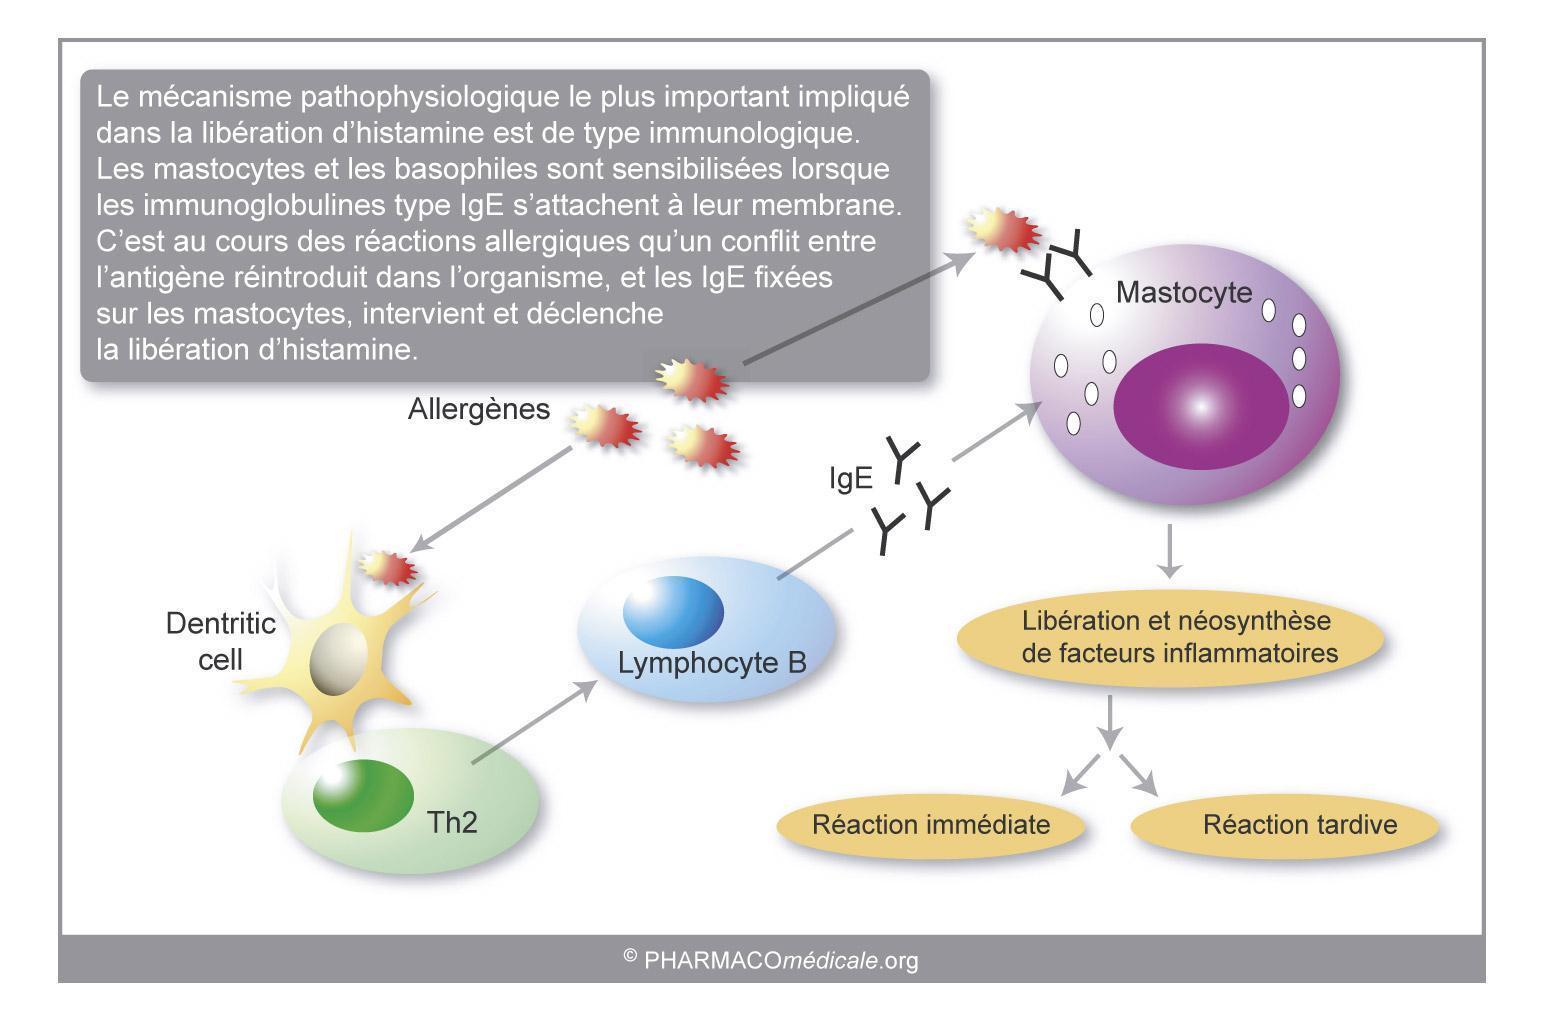 Le mécanisme pathophysiologique le plus important impliqué
dans la libération d'histamine est de type immunologique.
Les mastocytes et les basophiles sont sensibilisées lorsque
les immunoglobulines type IgE s'attachent à leur membrane.
C'est au cours des réactions allergiques qu'un conflit entre
l'antigène réintroduit dans l'organisme, et les IgE fixées
sur les mastocytes, intervient et déclenche
la libération d'histamine.
Mastocyte
Allergènes
IgE
Dentritic
cell
Lymphocyte B
Libération et néosynthèse
de facteurs inflammatoires
Th2
Réaction immédiate
Réaction tardive
© PHARMACOmédicale.org